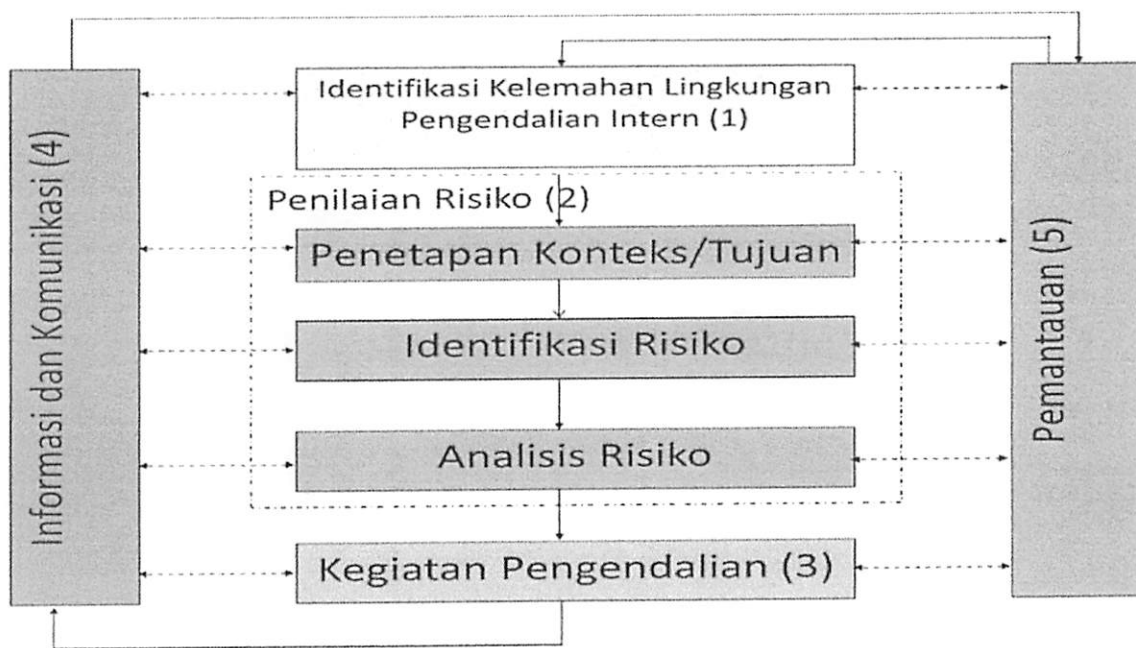 Identifikasi Kelemahan Lingkungan
Pengendalian Intern (1)
Penilaian Risiko (2)
Penetapan Konteks/Tujuan
Identifikasi Risiko
Analisis Risiko
Kegiatan Pengendalian (3)
Informasi dan Komunikasi (4)
Pemantauan (5)